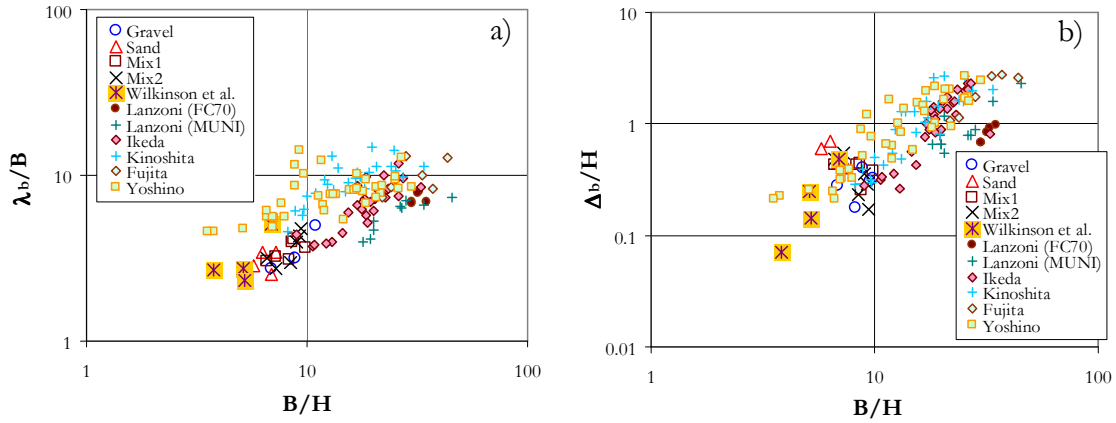 a)
100
10
1
λb/B
Gravel
Sand
Mix1
Mix2
Wilkinson et al.
Lanzoni (FC70)
Lanzoni (MUNI)
Ikeda
Kinoshita
Fujita
Yoshino
1
10
100
B/H
b)
10
1
0.1
0.01
Δb/H
Gravel
Sand
Mix1
Mix2
Wilkinson et al.
Lanzoni (FC70)
Lanzoni (MUNI)
Ikeda
Kinoshita
Fujita
Yoshino
1
10
100
B/H